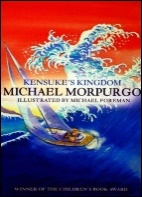 KENSUKE'S KINGDOM
MICHAEL MORPURGO
ILLUSTRATED BY MICHAEL FOREMAN
WINNER OF THE CHILDREN'S BOOK AWARD